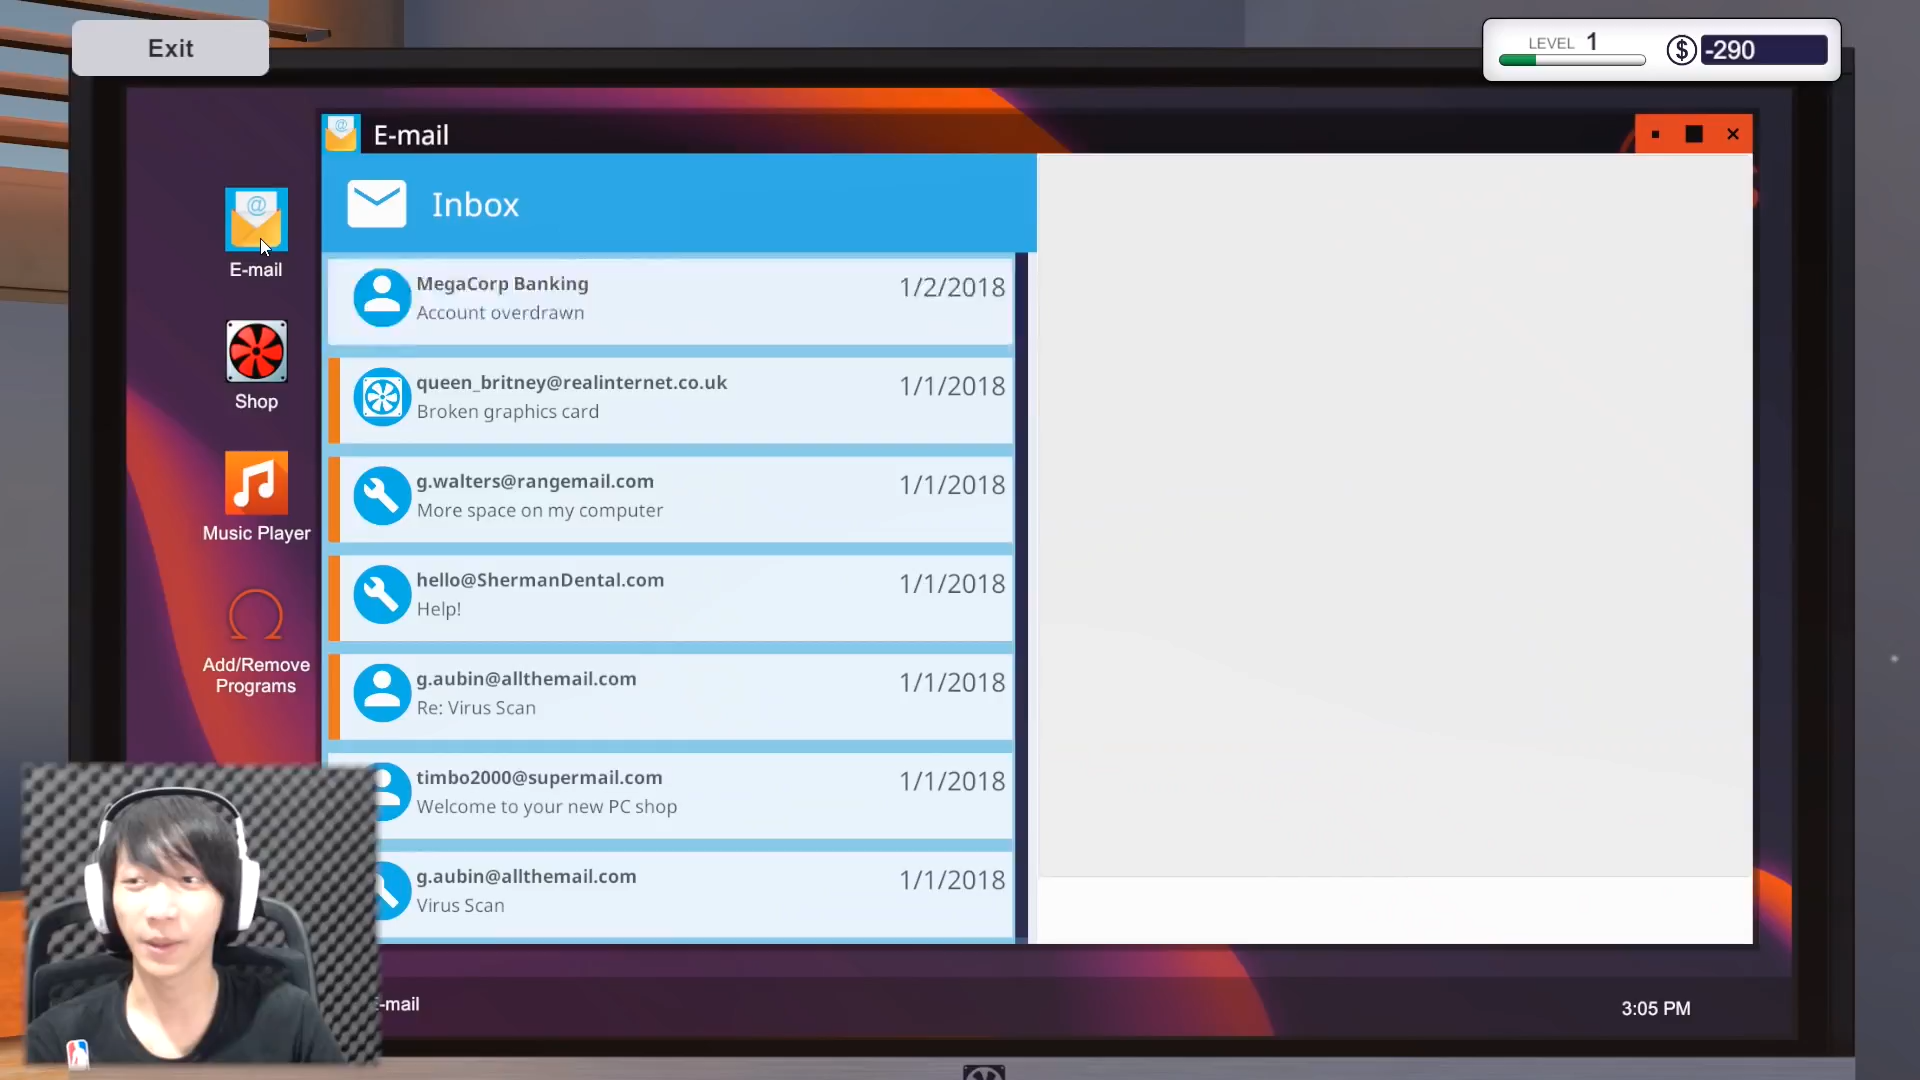 Exit
LEVEL 1
$ -290
E-mail
Inbox
MegaCorp Banking 1/2/2018
Account overdrawn
queen_britney@realinternet.co.uk 1/1/2018
Broken graphics card
g.walters@rangemail.com 1/1/2018
More space on my computer
hello@ShermanDental.com 1/1/2018
Help!
g.aubin@allthemail.com 1/1/2018
Re: Virus Scan
timbo2000@supermail.com 1/1/2018
Welcome to your new PC shop
g.aubin@allthemail.com 1/1/2018
Virus Scan
E-mail
Shop
Music Player
Add/Remove
Programs
-mail
3:05 PM